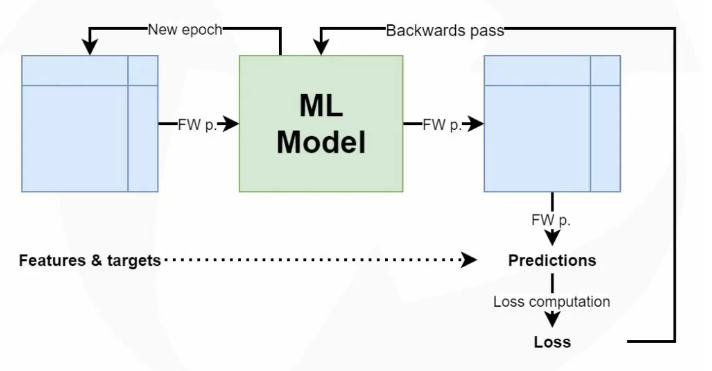 New epoch
Backwards pass
FW p.
ML
Model
FW p.
FW p.
Features & targets
Predictions
Loss computation
Loss